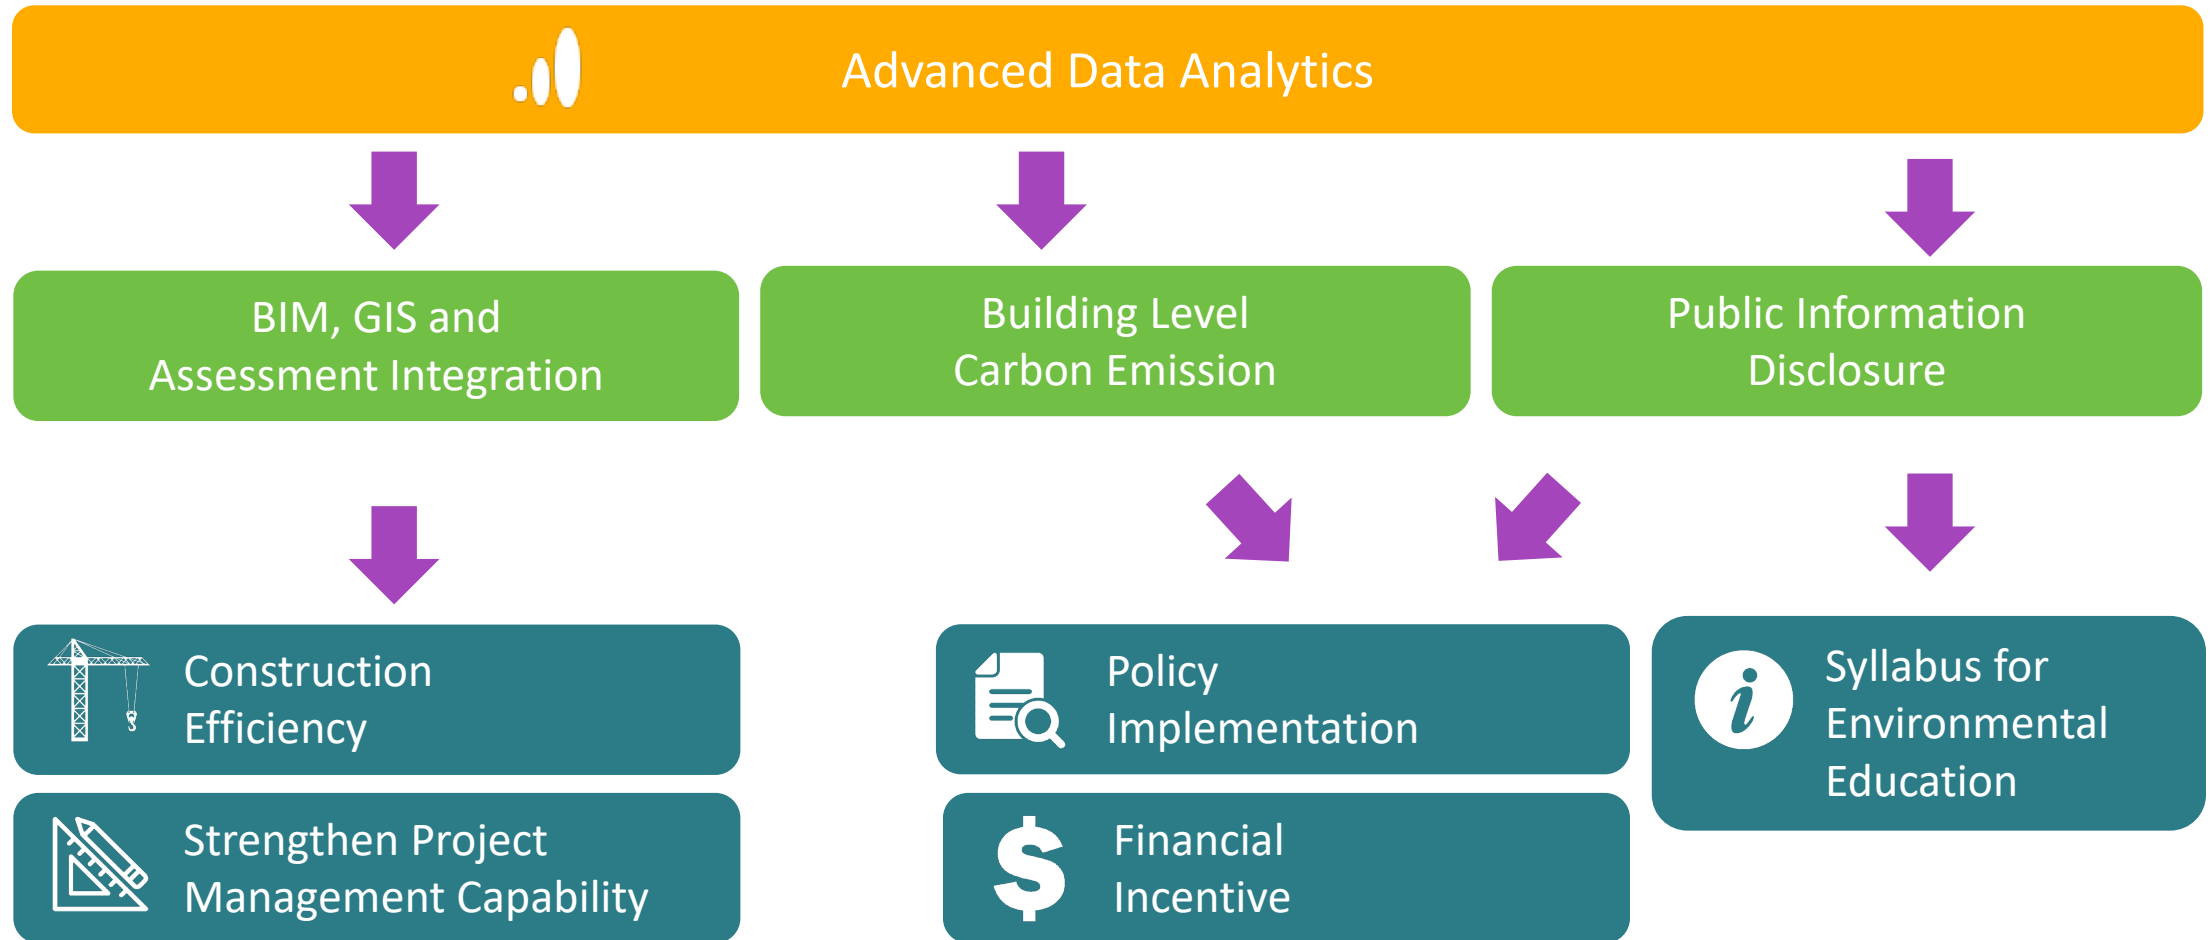 Advanced Data Analytics
BIM, GIS and
Assessment Integration
Building Level
Carbon Emission
Public Information
Disclosure
Construction
Efficiency
Strengthen Project
Management Capability
Policy
Implementation
Financial
Incentive
Syllabus for
Environmental
Education